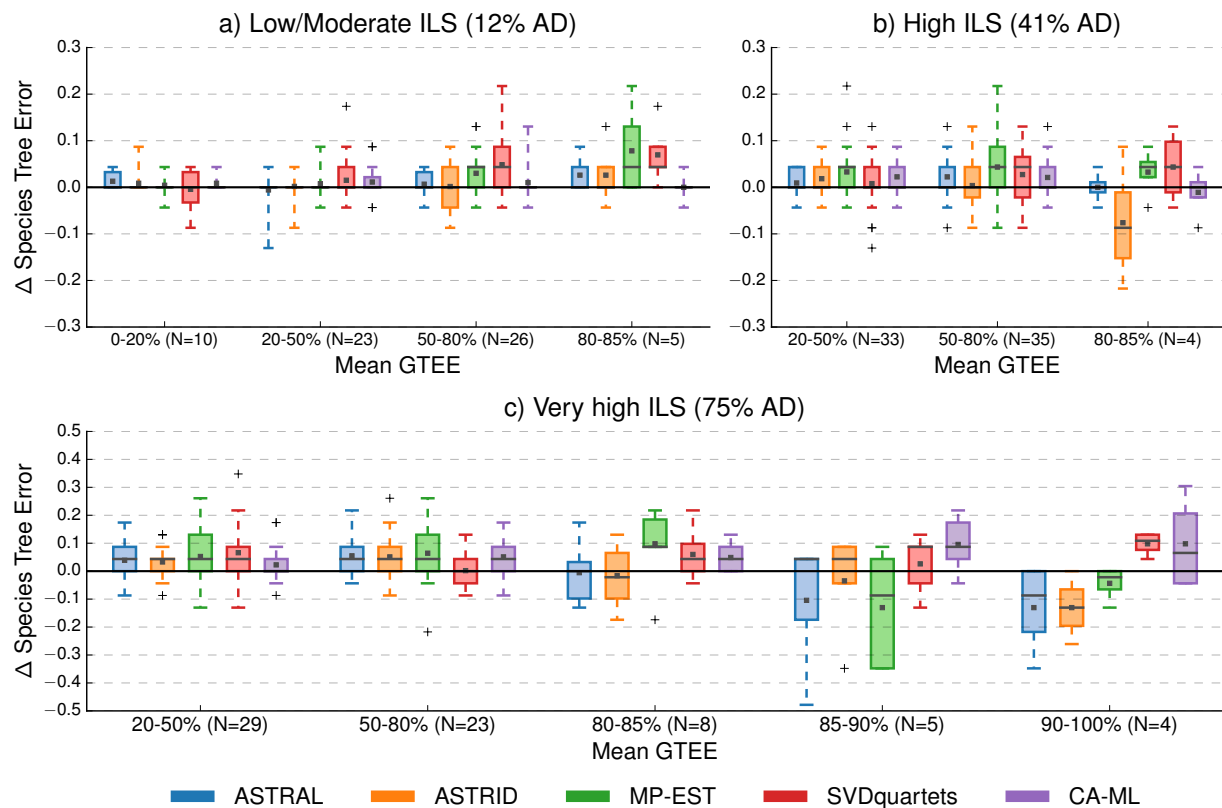 a) Low/Moderate ILS (12% AD)
b) High ILS (41% AD)
Δ Species Tree Error
0.3
0.2
0.1
0.0
−0.1
−0.2
−0.3
0-20% (N=10) 20-50% (N=23) 50-80% (N=26) 80-85% (N=5)
Mean GTEE
0.3
0.2
0.1
0.0
−0.1
−0.2
−0.3
20-50% (N=33) 50-80% (N=35) 80-85% (N=4)
Mean GTEE
c) Very high ILS (75% AD)
Δ Species Tree Error
0.5
0.4
0.3
0.2
0.1
0.0
−0.1
−0.2
−0.3
−0.4
−0.5
20-50% (N=29) 50-80% (N=23) 80-85% (N=8) 85-90% (N=5) 90-100% (N=4)
Mean GTEE
ASTRAL ASTRID MP-EST SVDquartets CA-ML